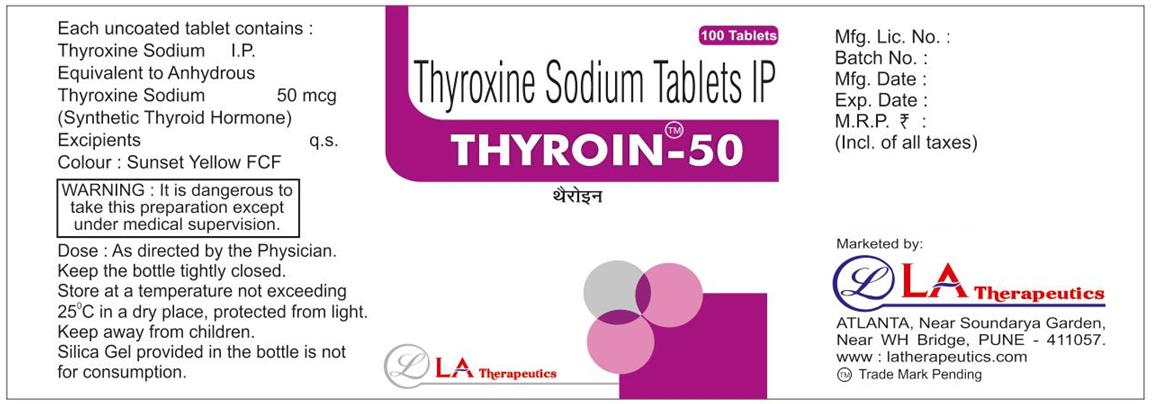 Each uncoated tablet contains :
Thyroxine Sodium I.P.
Equivalent to Anhydrous
Thyroxine Sodium 50 mcg
(Synthetic Thyroid Hormone)
Excipients q.s.
Colour : Sunset Yellow FCF
WARNING : It is dangerous to
take this preparation except
under medical supervision.
Dose : As directed by the Physician.
Keep the bottle tightly closed.
Store at a temperature not exceeding
25⁰C in a dry place, protected from light.
Keep away from children.
Silica Gel provided in the bottle is not
for consumption.
100 Tablets
Thyroxine Sodium Tablets IP
THYROIN™-50
थैरोइन
L LA Therapeutics
Mfg. Lic. No. :
Batch No. :
Mfg. Date :
Exp. Date :
M.R.P. ₹ :
(Incl. of all taxes)
Marketed by:
L LA Therapeutics
ATLANTA, Near Soundarya Garden,
Near WH Bridge, PUNE - 411057.
www : latherapeutics.com
TM Trade Mark Pending